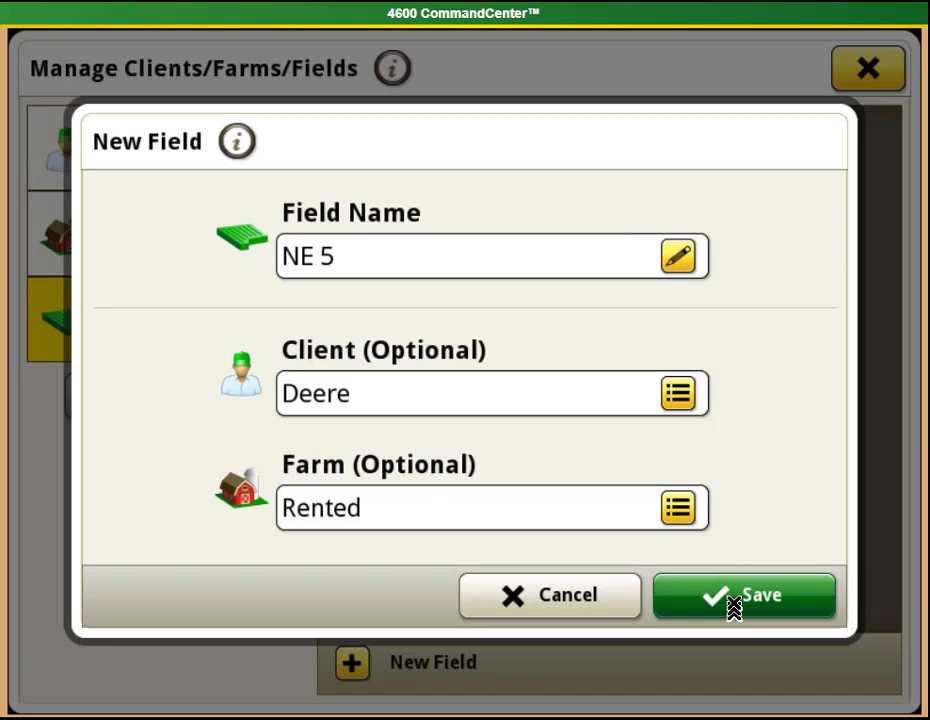 4600 CommandCenter™
Manage Clients/Farms/Fields
New Field
Field Name
NE 5
Client (Optional)
Deere
Farm (Optional)
Rented
Cancel
Save
New Field